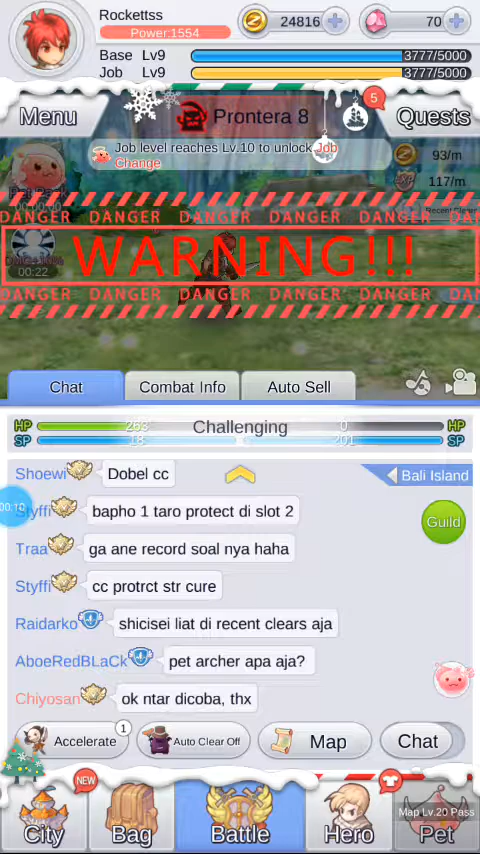 Rockettss
Power:1554
24816
70
Base Lv9
3777/5000
Job Lv9
3777/5000
Menu
Prontera 8
5
Quests
Job level reaches Lv.10 to unlock Job
Change
93/m
117/m
00:00:00
DANGER DANGER DANGER DANGER DANGER DANGER
WARNING!!!
00:22
DANGER DANGER DANGER DANGER DANGER DANGER
Chat
Combat Info
Auto Sell
HP
263
Challenging
0
HP
SP
18
201
SP
Shoewi
Dobel cc
Bali Island
00:10
Styffi
bapho 1 taro protect di slot 2
Guild
Traa
ga ane record soal nya haha
Styffi
cc protrct str cure
Raidarko
shicisei liat di recent clears aja
AboeRedBLaCk
pet archer apa aja?
Chiyosan
ok ntar dicoba, thx
Accelerate
1
Auto Clear Off
Map
Chat
NEW
Map Lv.20 Pass
City
Bag
Battle
Hero
Pet